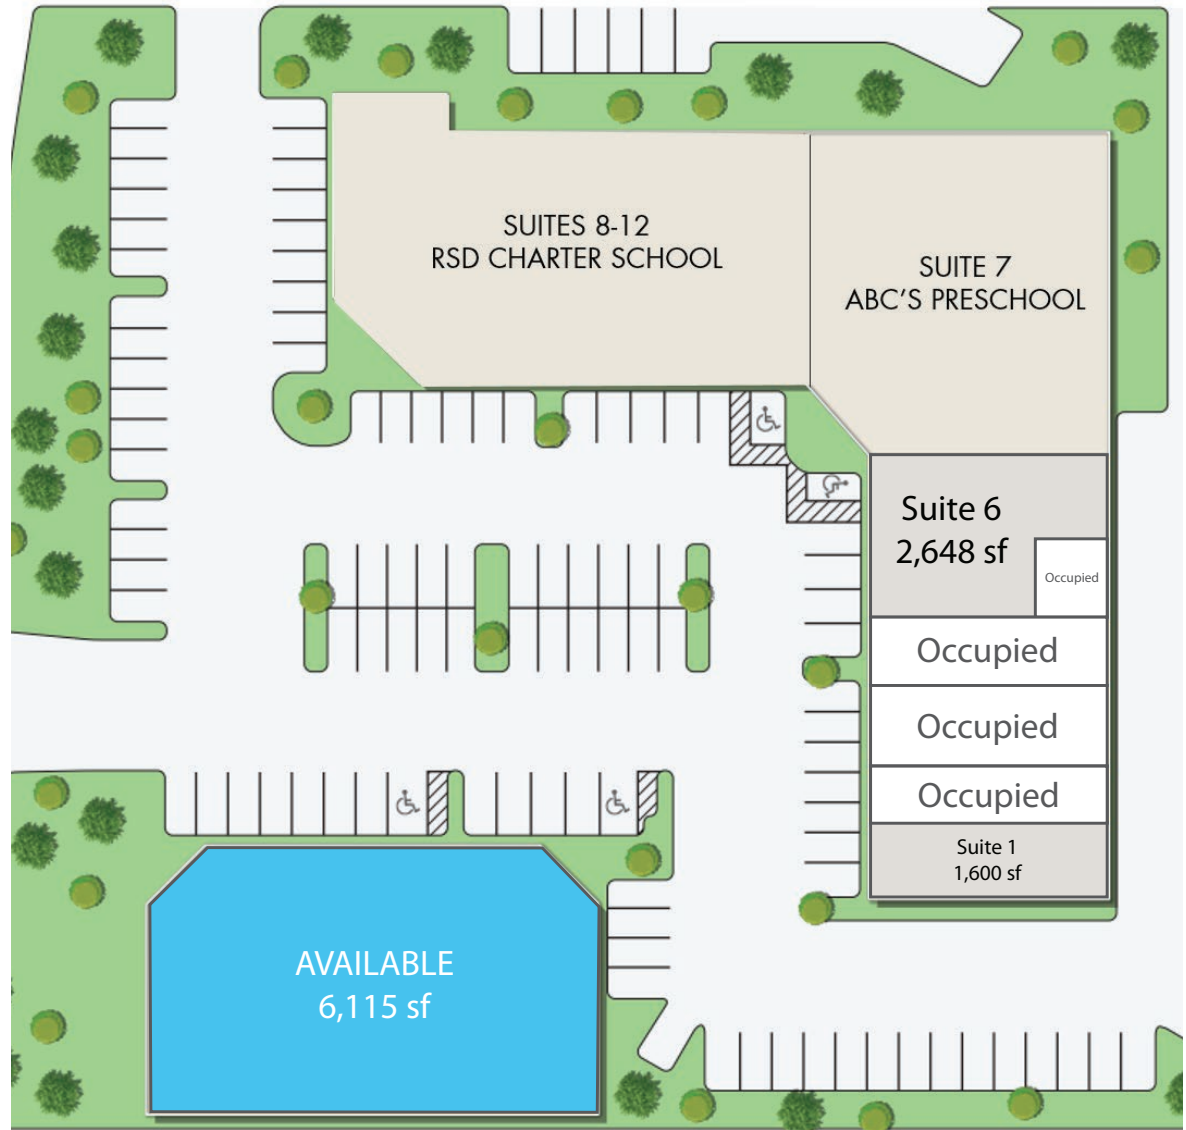 SUITES 8-12
RSD CHARTER SCHOOL
SUITE 7
ABC'S PRESCHOOL
Suite 6
2,648 sf
Occupied
Occupied
Occupied
Occupied
Suite 1
1,600 sf
AVAILABLE
6,115 sf